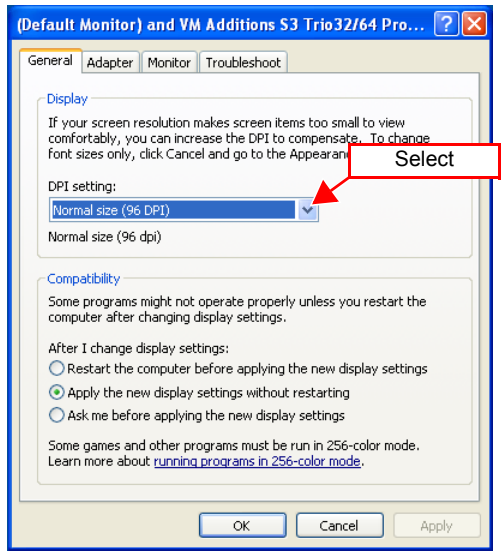 (Default Monitor) and VM Additions S3 Trio32/64 Pro...
General Adapter Monitor Troubleshoot
Display
If your screen resolution makes screen items too small to view
comfortably, you can increase the DPI to compensate. To change
font sizes only, click Cancel and go to the
Select
DPI setting:
Normal size (96 DPI)
Normal size (96 dpi)
Compatibility
Some programs might not operate properly unless you restart the
computer after changing display settings.
After I change display settings:
Restart the computer before applying the new display settings
Apply the new display settings without restarting
Ask me before applying the new display settings
Some games and other programs must be run in 256-color mode.
Learn more about running programs in 256-color mode.
OK Cancel Apply